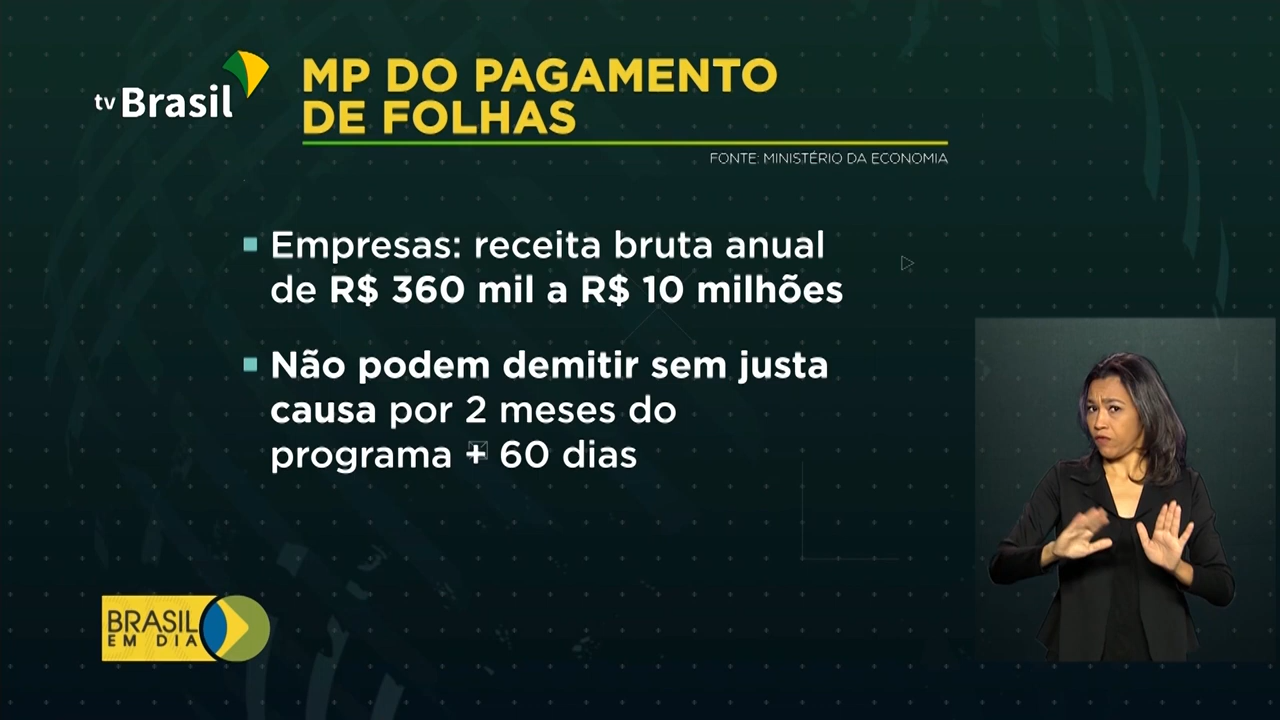 tv Brasil
MP DO PAGAMENTO
DE FOLHAS
FONTE: MINISTÉRIO DA ECONOMIA
Empresas: receita bruta anual
de R$ 360 mil a R$ 10 milhões
Não podem demitir sem justa
causa por 2 meses do
programa + 60 dias
BRASIL
EM DIA